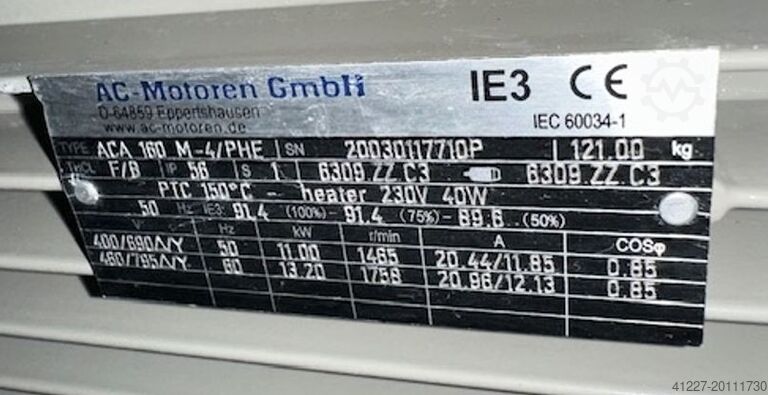 AC-Motoren GmbH IE3 CE
D-64859 Eppertshausen
www.ac-motoren.de IEC 60034-1
TYPE ACA 160 M-4/PHE SN 20030117710P 121.00 kg
ThCL F/B IP 56 S 1 6309.ZZ.C3 6309.ZZ.C3
PTC 150°C - heater 230V 40W
50 Hz IE3: 91.4 (100%)- 91.4 (75%)- 89.6 (50%)
V Hz kW r/min A COSφ
400/690Δ/Y 50 11.00 1465 20.44/11.85 0.85
460/795Δ/Y 60 13.20 1758 20.96/12.13 0.85
41227-20111730